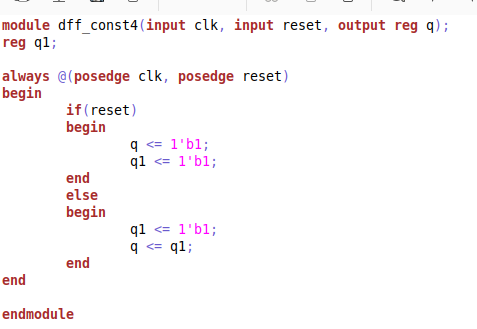 module dff_const4(input clk, input reset, output reg q);
reg q1;
always @(posedge clk, posedge reset)
begin
if(reset)
begin
q <= 1'b1;
q1 <= 1'b1;
end
else
begin
q1 <= 1'b1;
q <= q1;
end
end
endmodule